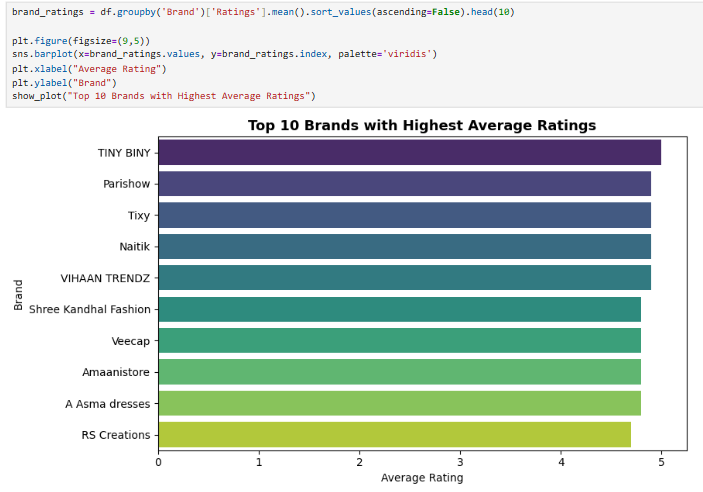 brand_ratings = df.groupby('Brand')['Ratings'].mean().sort_values(ascending=False).head(10)
plt.figure(figsize=(9,5))
sns.barplot(x=brand_ratings.values, y=brand_ratings.index, palette='viridis')
plt.xlabel("Average Rating")
plt.ylabel("Brand")
show_plot("Top 10 Brands with Highest Average Ratings")
Top 10 Brands with Highest Average Ratings
Brand
TINY BINY
Parishow
Tixy
Naitik
VIHAAN TRENDZ
Shree Kandhal Fashion
Veecap
Amaanistore
A Asma dresses
RS Creations
0 1 2 3 4 5
Average Rating